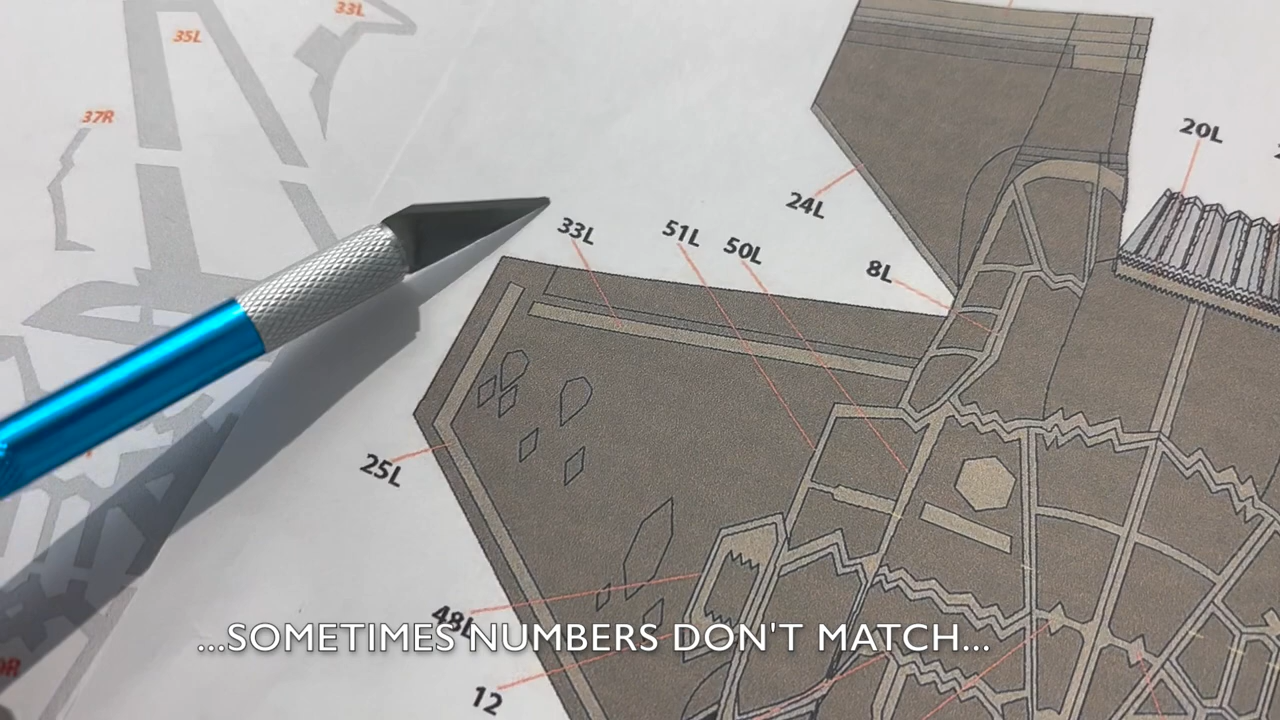 33L
35L
37R
20L
24L
33L
51L
50L
8L
25L
48L
...SOMETIMES NUMBERS DON'T MATCH...
12